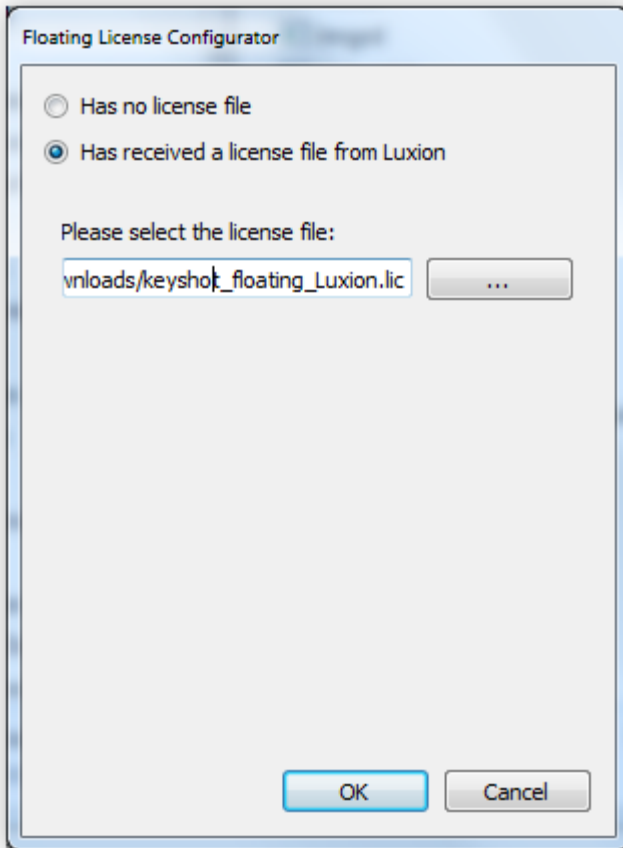 Floating License Configurator
Has no license file
Has received a license file from Luxion
Please select the license file:
wnloads/keyshot_floating_Luxion.lic
...
OK
Cancel